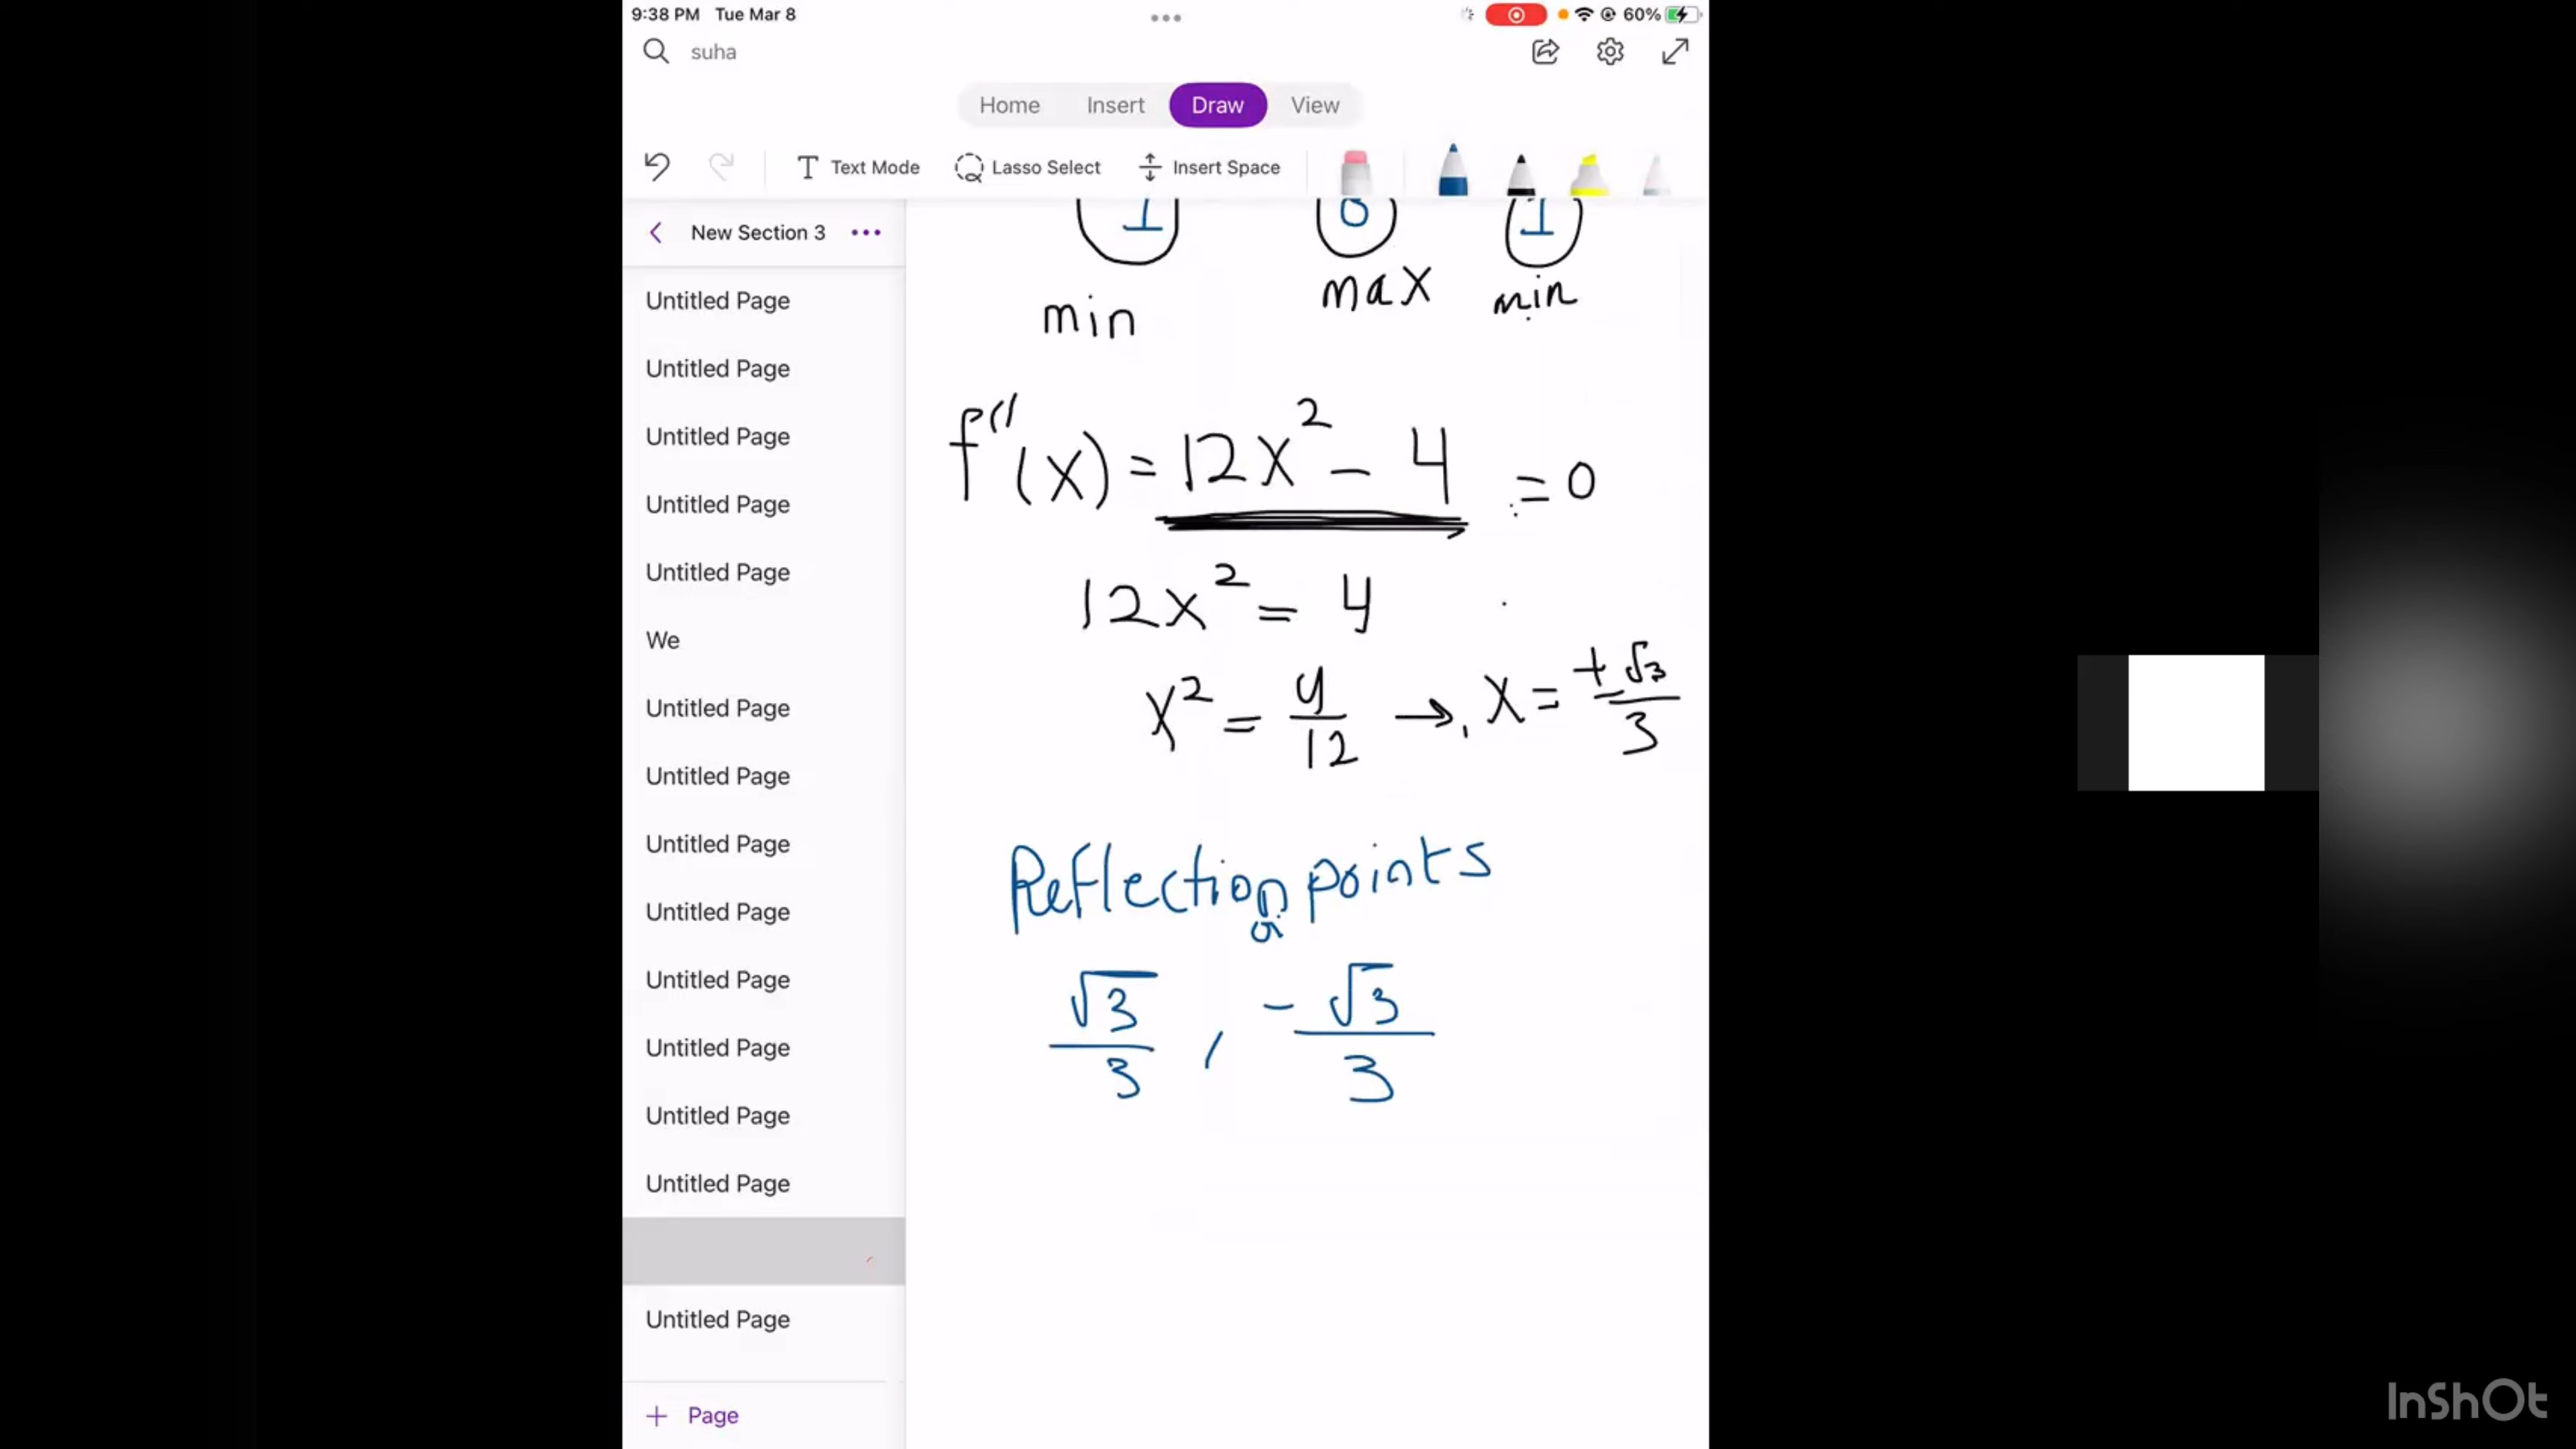 9:38 PM Tue Mar 8
60%
suha
Home Insert Draw View
Text Mode Lasso Select Insert Space
New Section 3
Untitled Page
Untitled Page
Untitled Page
Untitled Page
Untitled Page
We
Untitled Page
Untitled Page
Untitled Page
Untitled Page
Untitled Page
Untitled Page
Untitled Page
Untitled Page
Untitled Page
+ Page
1 0 1
min max min
f''(x) = 12x² - 4 = 0
12x² = 4
x² = 4/12 → x = ±√3/3
Reflection points
√3/3 , -√3/3
InShOt